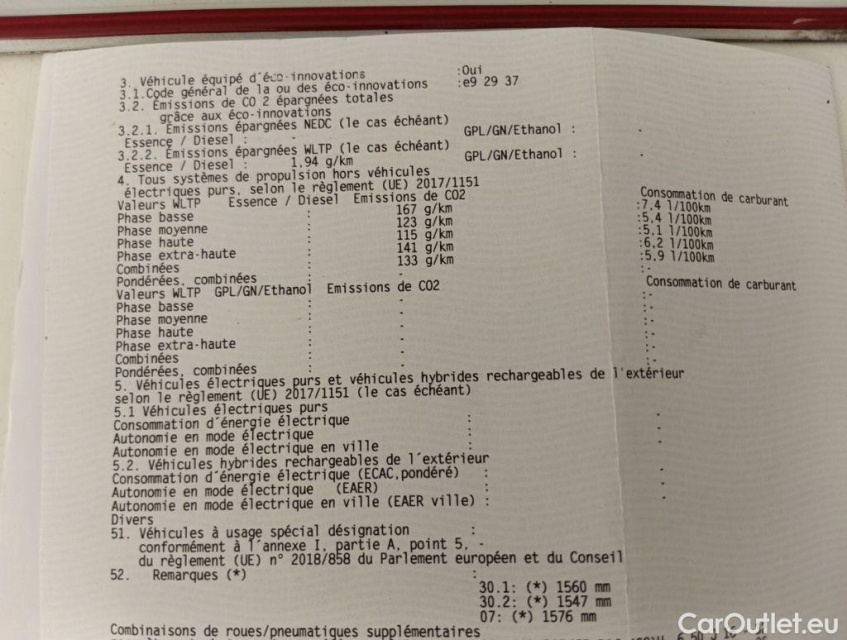 3. Véhicule équipé d'éco-innovations :Oui
3.1.Code général de la ou des éco-innovations :e9 29 37
3.2. Émissions de CO 2 épargnées totales
grâce aux éco-innovations
3.2.1. Émissions épargnées NEDC (le cas échéant)
Essence / Diesel : - GPL/GN/Ethanol : -
3.2.2. Émissions épargnées WLTP (le cas échéant)
Essence / Diesel : 1,94 g/km GPL/GN/Ethanol : -
4. Tous systèmes de propulsion hors véhicules
électriques purs, selon le règlement (UE) 2017/1151
Valeurs WLTP Essence / Diesel Emissions de CO2 Consommation de carburant
Phase basse : 167 g/km :7.4 l/100km
Phase moyenne : 123 g/km :5.4 l/100km
Phase haute : 115 g/km :5.1 l/100km
Phase extra-haute : 141 g/km :6.2 l/100km
Combinées : 133 g/km :5.9 l/100km
Pondérées, combinées : - :-
Valeurs WLTP GPL/GN/Ethanol Emissions de CO2 Consommation de carburant
Phase basse : - :-
Phase moyenne : - :-
Phase haute : - :-
Phase extra-haute : - :-
Combinées : - :-
Pondérées, combinées : - :-
5. Véhicules électriques purs et véhicules hybrides rechargeables de l'extérieur
selon le règlement (UE) 2017/1151 (le cas échéant)
5.1 Véhicules électriques purs
Consommation d'énergie électrique : -
Autonomie en mode électrique : -
Autonomie en mode électrique en ville : -
5.2. Véhicules hybrides rechargeables de l'extérieur
Consommation d'énergie électrique (ECAC,pondéré) : -
Autonomie en mode électrique (EAER) : -
Autonomie en mode électrique en ville (EAER ville) : -
Divers
51. Véhicules à usage spécial désignation :
conformément à l'annexe I, partie A, point 5, -
du règlement (UE) n° 2018/858 du Parlement européen et du Conseil
52. Remarques (*) :
30.1: (*) 1560 mm
30.2: (*) 1547 mm
07: (*) 1576 mm
Combinaisons de roues/pneumatiques supplémentaires
CarOutlet.eu